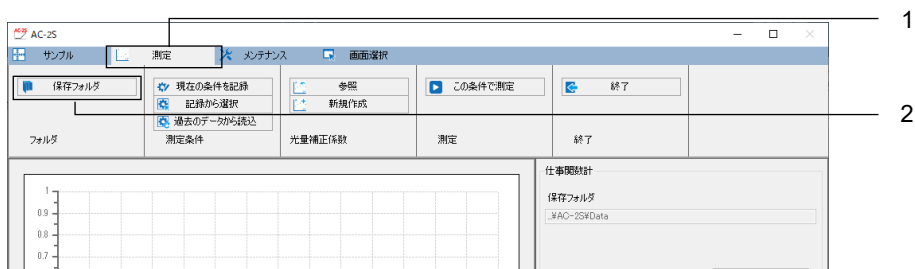 1
AC-2S AC-2S
サンプル 測定 メンテナンス 画面選択
保存フォルダ 現在の条件を記録 参照 この条件で測定 終了
記録から選択 新規作成
過去のデータから読込
2
フォルダ 測定条件 光量補正係数 測定 終了
仕事関数計
保存フォルダ
..¥AC-2S¥Data
1
0.9
0.8
0.7